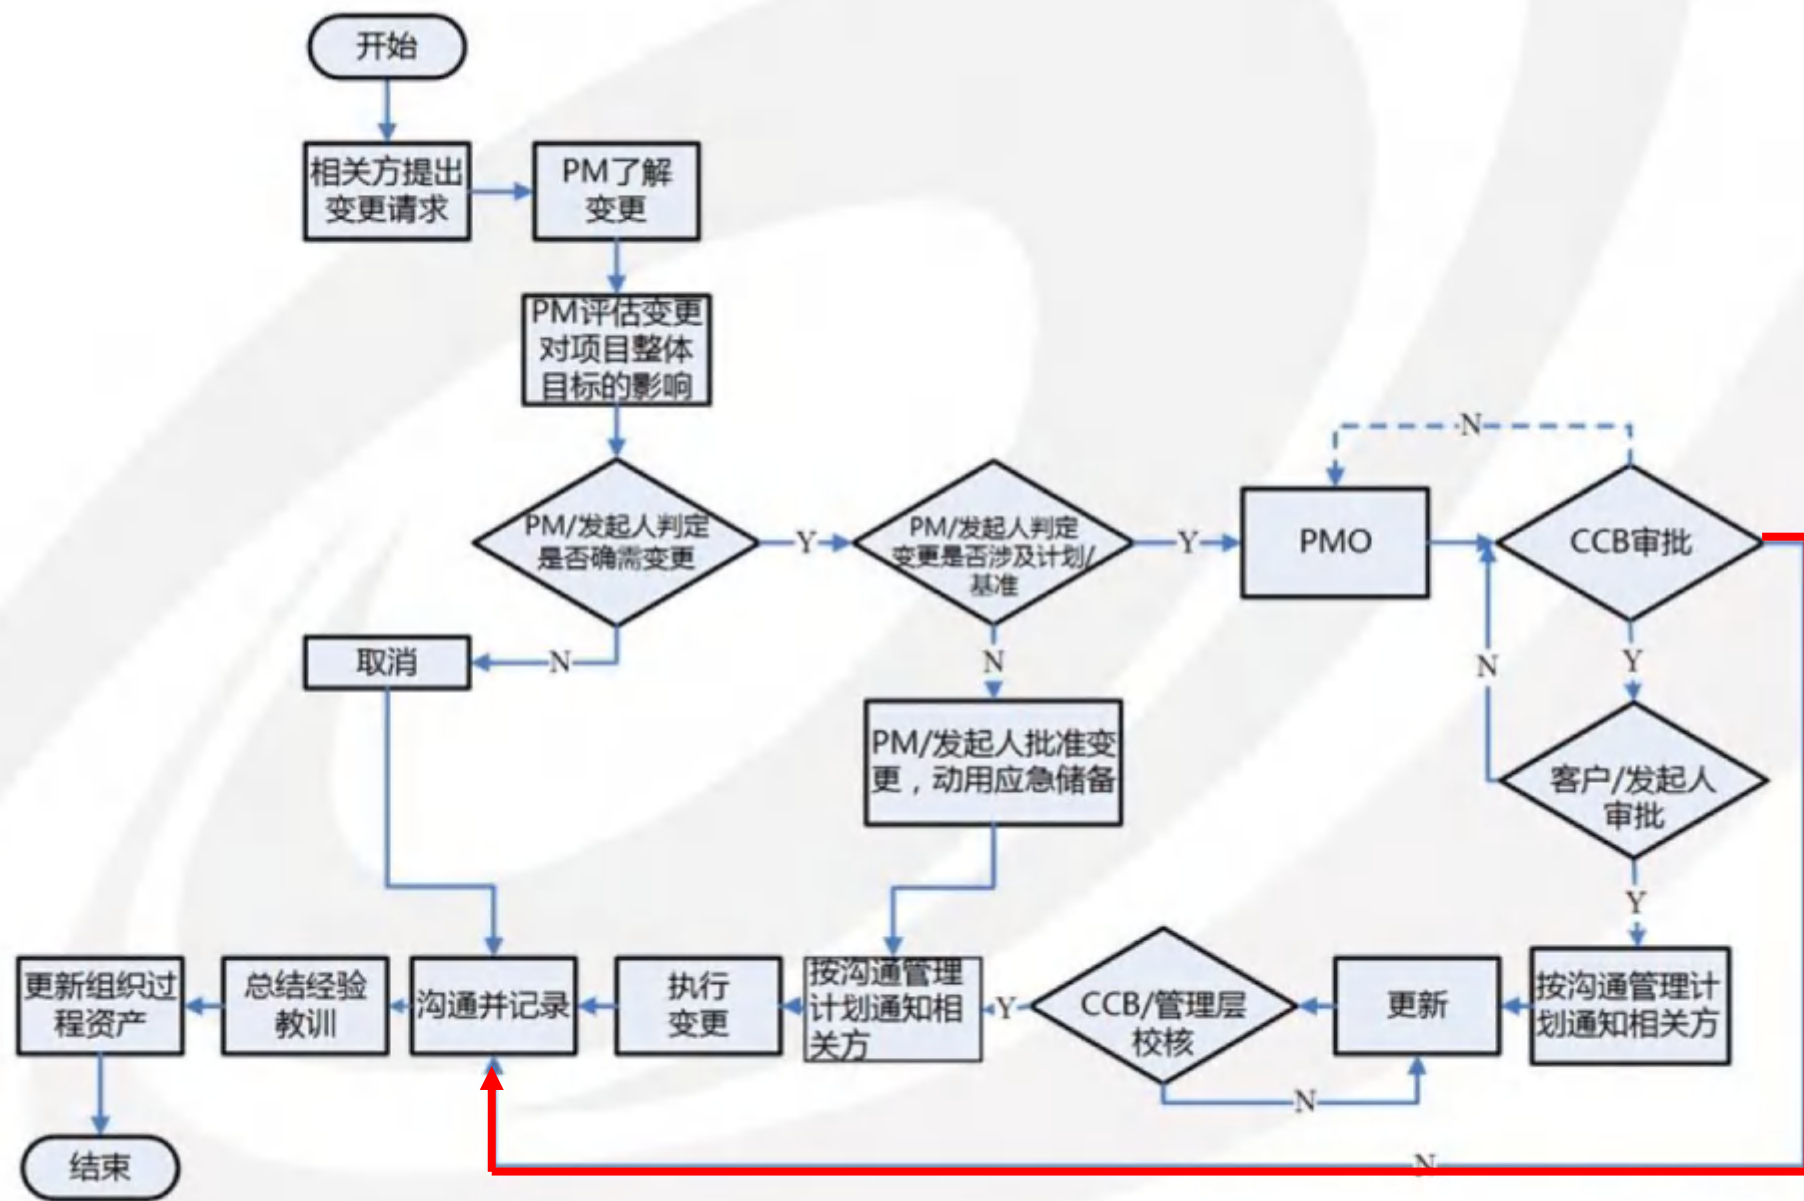 开始
相关方提出
变更请求
PM了解
变更
PM评估变更
对项目整体
目标的影响
PM/发起人判定
是否确需变更
Y
PM/发起人判定
变更是否涉及计划/
基准
Y
PMO
N
CCB审批
取消
N
N
N
Y
PM/发起人批准变
更，动用应急储备
客户/发起人
审批
Y
更新组织过
程资产
总结经验
教训
沟通并记录
执行
变更
按沟通管理
计划通知相
关方
Y
CCB/管理层
校核
更新
按沟通管理计
划通知相关方
N
结束
N